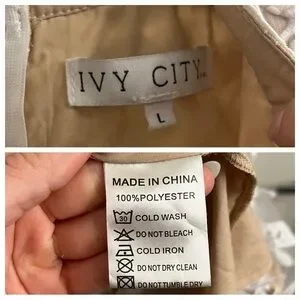 IVY CITY
L
MADE IN CHINA
100%POLYESTER
30 COLD WASH
DO NOT BLEACH
COLD IRON
DO NOT DRY CLEAN
DO NOT TUMBLE DRY